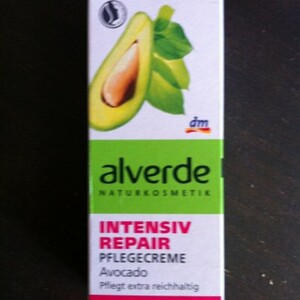 dm
alverde
NATURKOSMETIK
INTENSIV
REPAIR
PFLEGECREME
Avocado
Pflegt extra reichhaltig